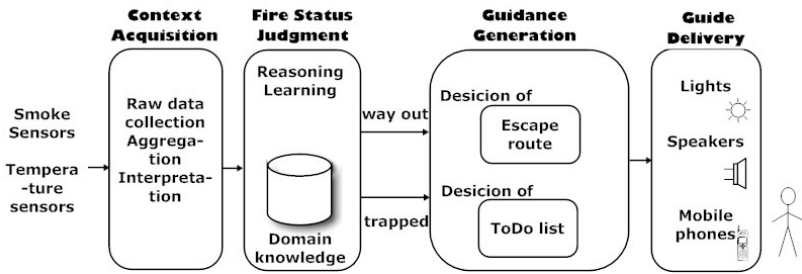 Context
Acquisition
Fire Status
Judgment
Guidance
Generation
Guide
Delivery
Smoke
Sensors
Tempera
-ture
sensors
Raw data
collection
Aggrega-
tion
Interpreta-
tion
Reasoning
Learning
Domain
knowledge
way out
trapped
Desicion of
Escape
route
Desicion of
ToDo list
Lights
Speakers
Mobile
phones